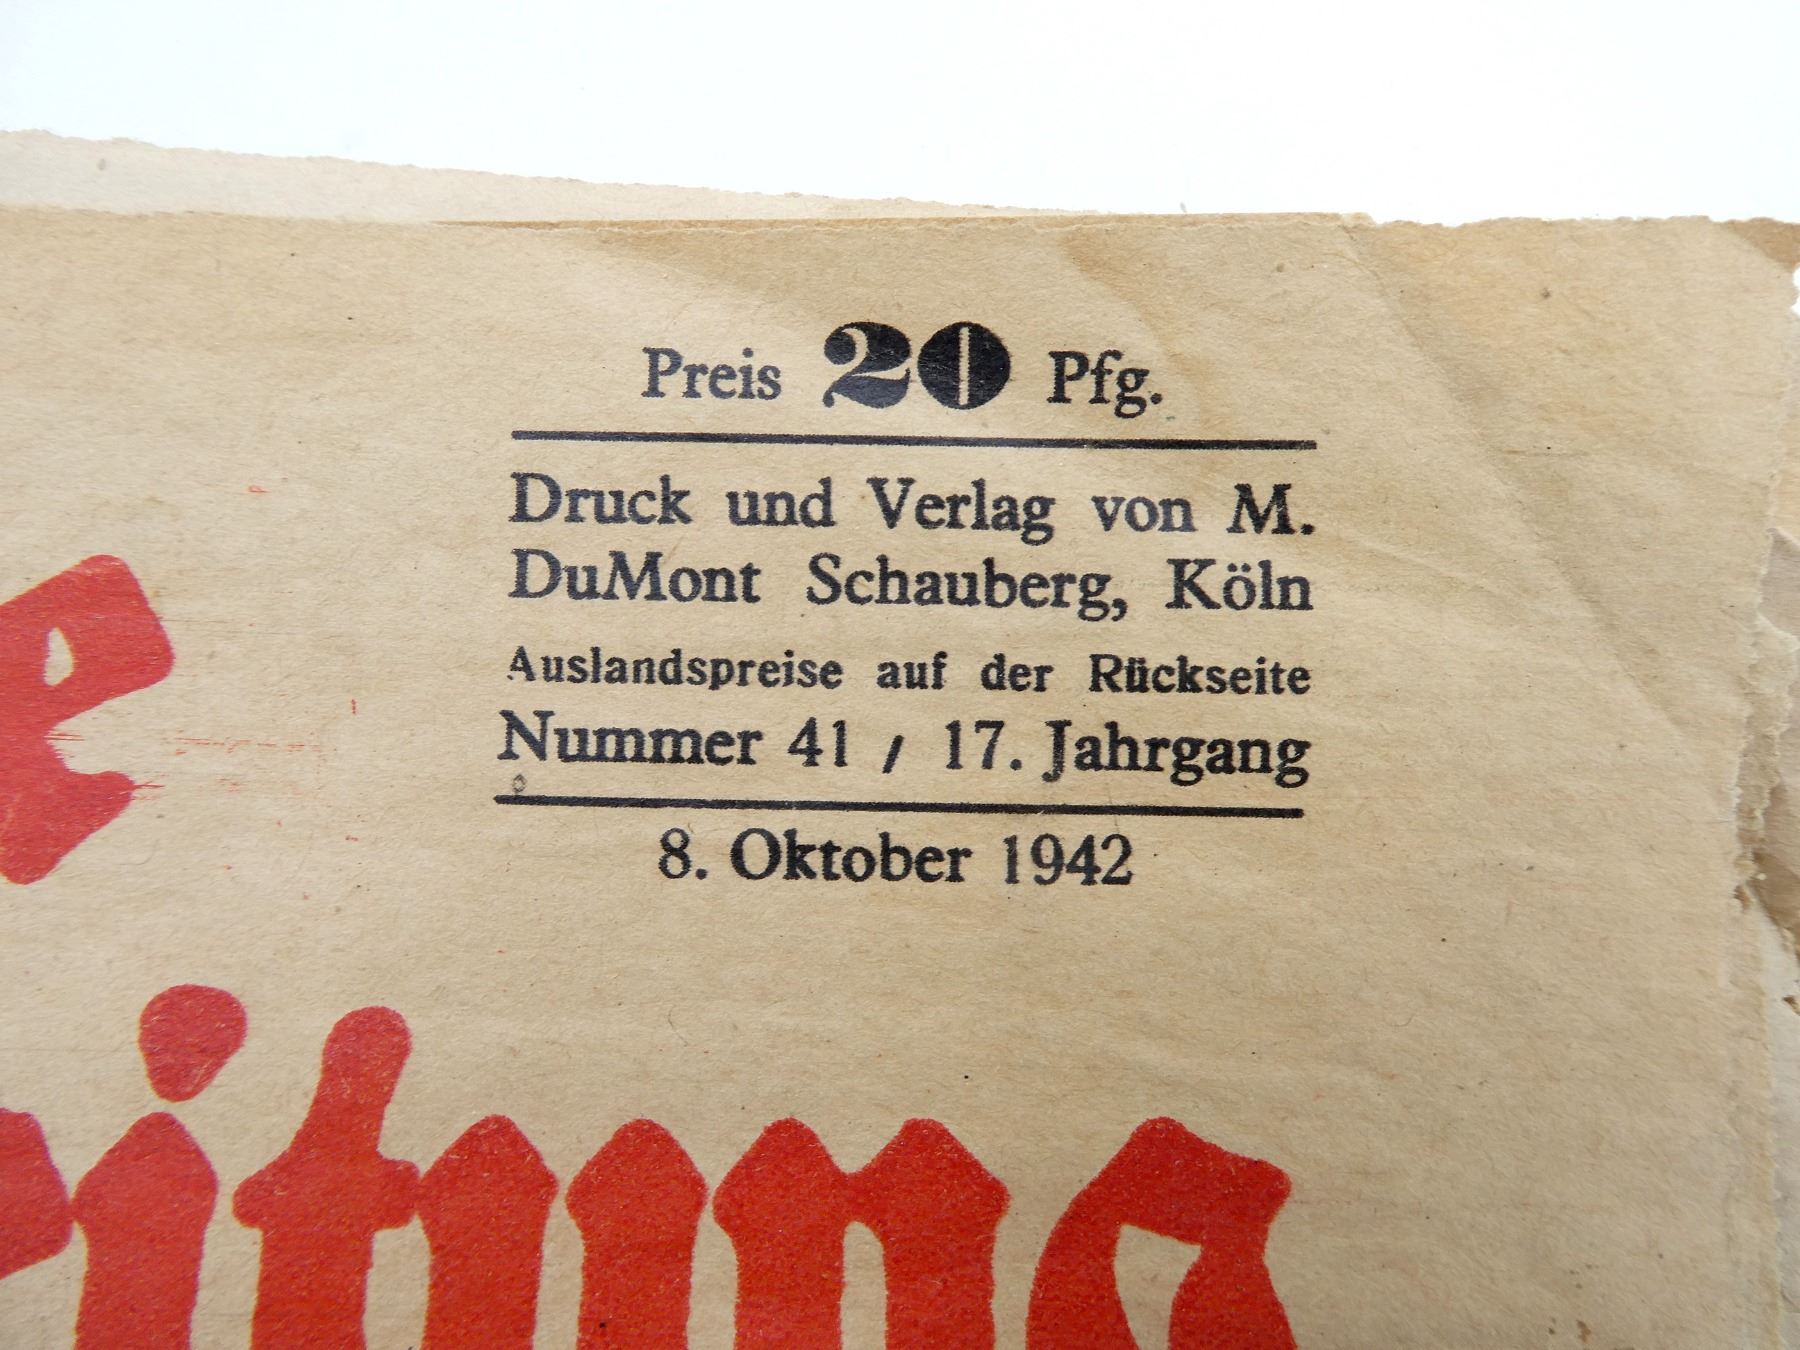 Preis 20 Pfg.
Druck und Verlag von M.
DuMont Schauberg, Köln
Auslandspreise auf der Rückseite
Nummer 41 / 17. Jahrgang
8. Oktober 1942